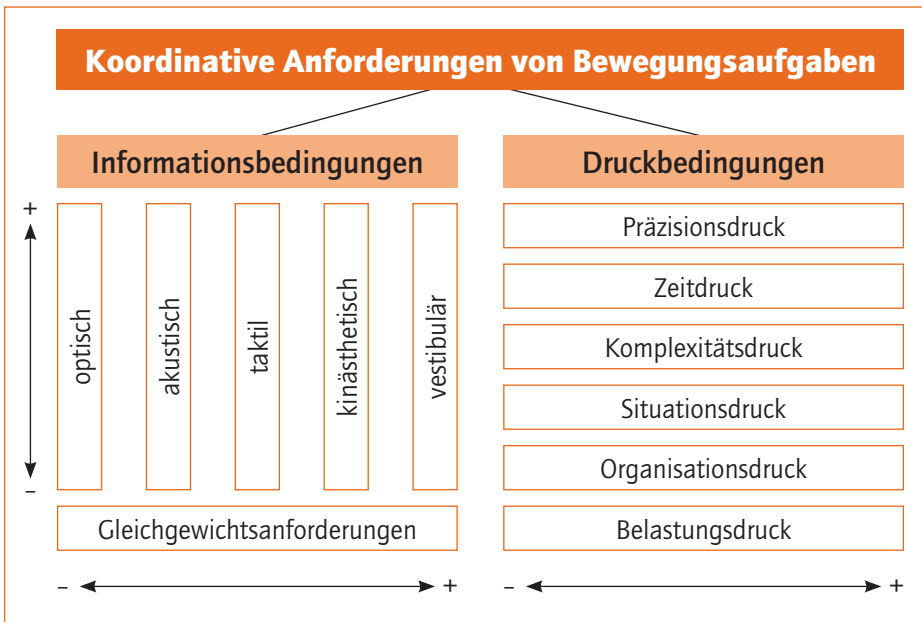 Koordinative Anforderungen von Bewegungsaufgaben
Informationsbedingungen
+
–
optisch
akustisch
taktil
kinästhetisch
vestibulär
Gleichgewichtsanforderungen
– +
Druckbedingungen
Präzisionsdruck
Zeitdruck
Komplexitätsdruck
Situationsdruck
Organisationsdruck
Belastungsdruck
– +